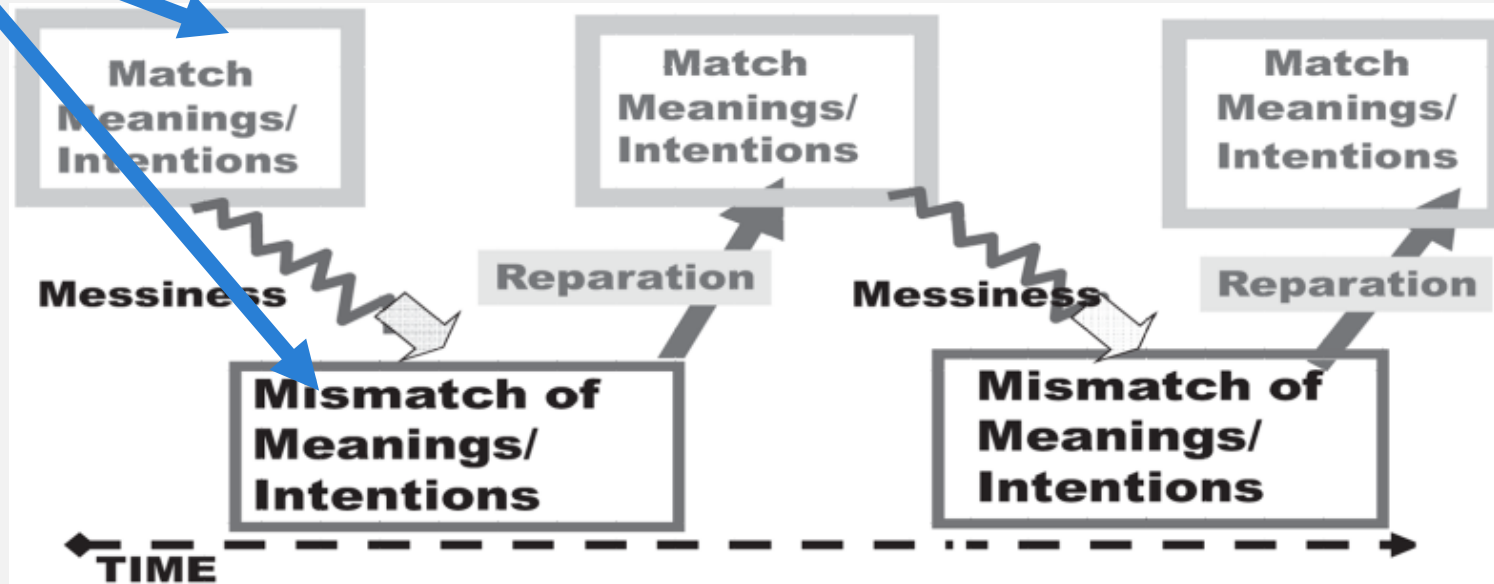 Match
Meanings/
Intentions
Messiness
Mismatch of
Meanings/
Intentions
Reparation
Match
Meanings/
Intentions
Messiness
Mismatch of
Meanings/
Intentions
Reparation
Match
Meanings/
Intentions
TIME